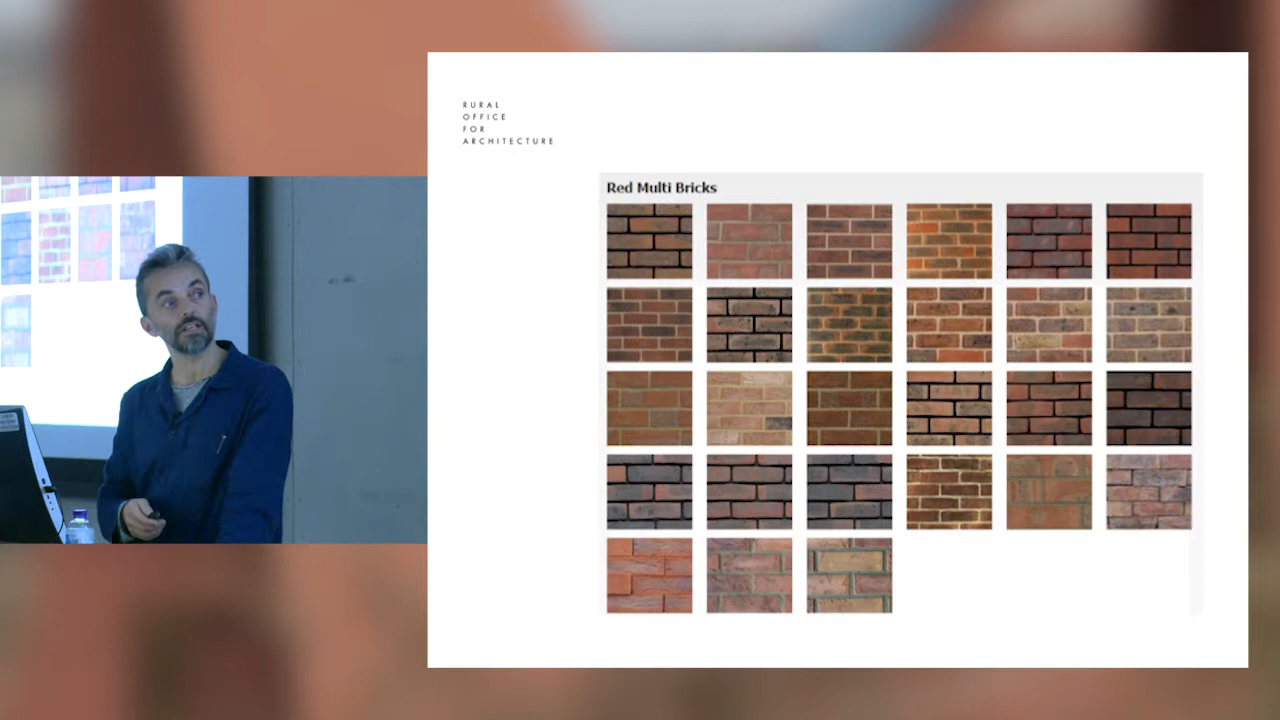 RURAL
OFFICE
FOR
ARCHITECTURE
Red Multi Bricks